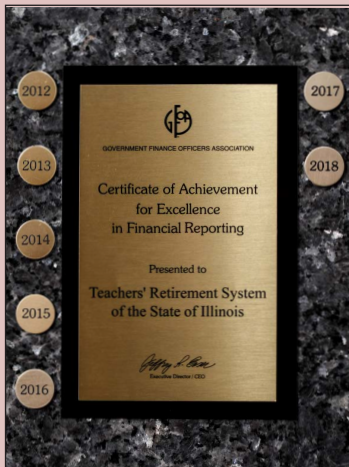 2012
2013
2014
2015
2016
2017
2018
GFOA
GOVERNMENT FINANCE OFFICERS ASSOCIATION
Certificate of Achievement
for Excellence
in Financial Reporting
Presented to
Teachers' Retirement System
of the State of Illinois
Executive Director / CEO